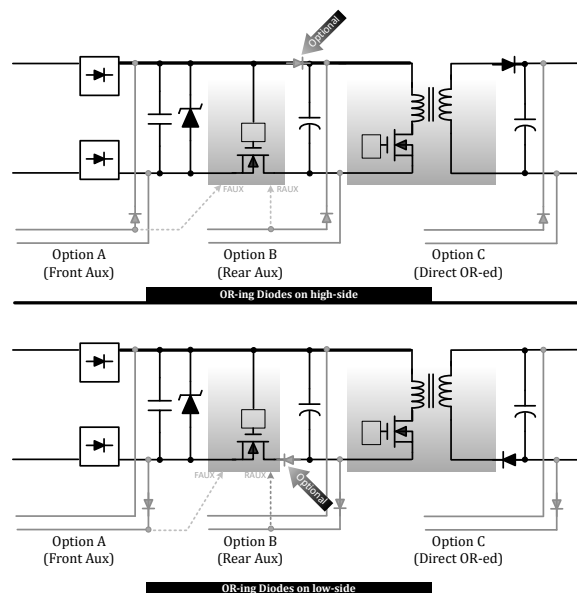 Optional
FAUX
RAUX
Option A
(Front Aux)
Option B
(Rear Aux)
Option C
(Direct OR-ed)
OR-ing Diodes on high-side
FAUX
RAUX
Optional
Option A
(Front Aux)
Option B
(Rear Aux)
Option C
(Direct OR-ed)
OR-ing Diodes on low-side